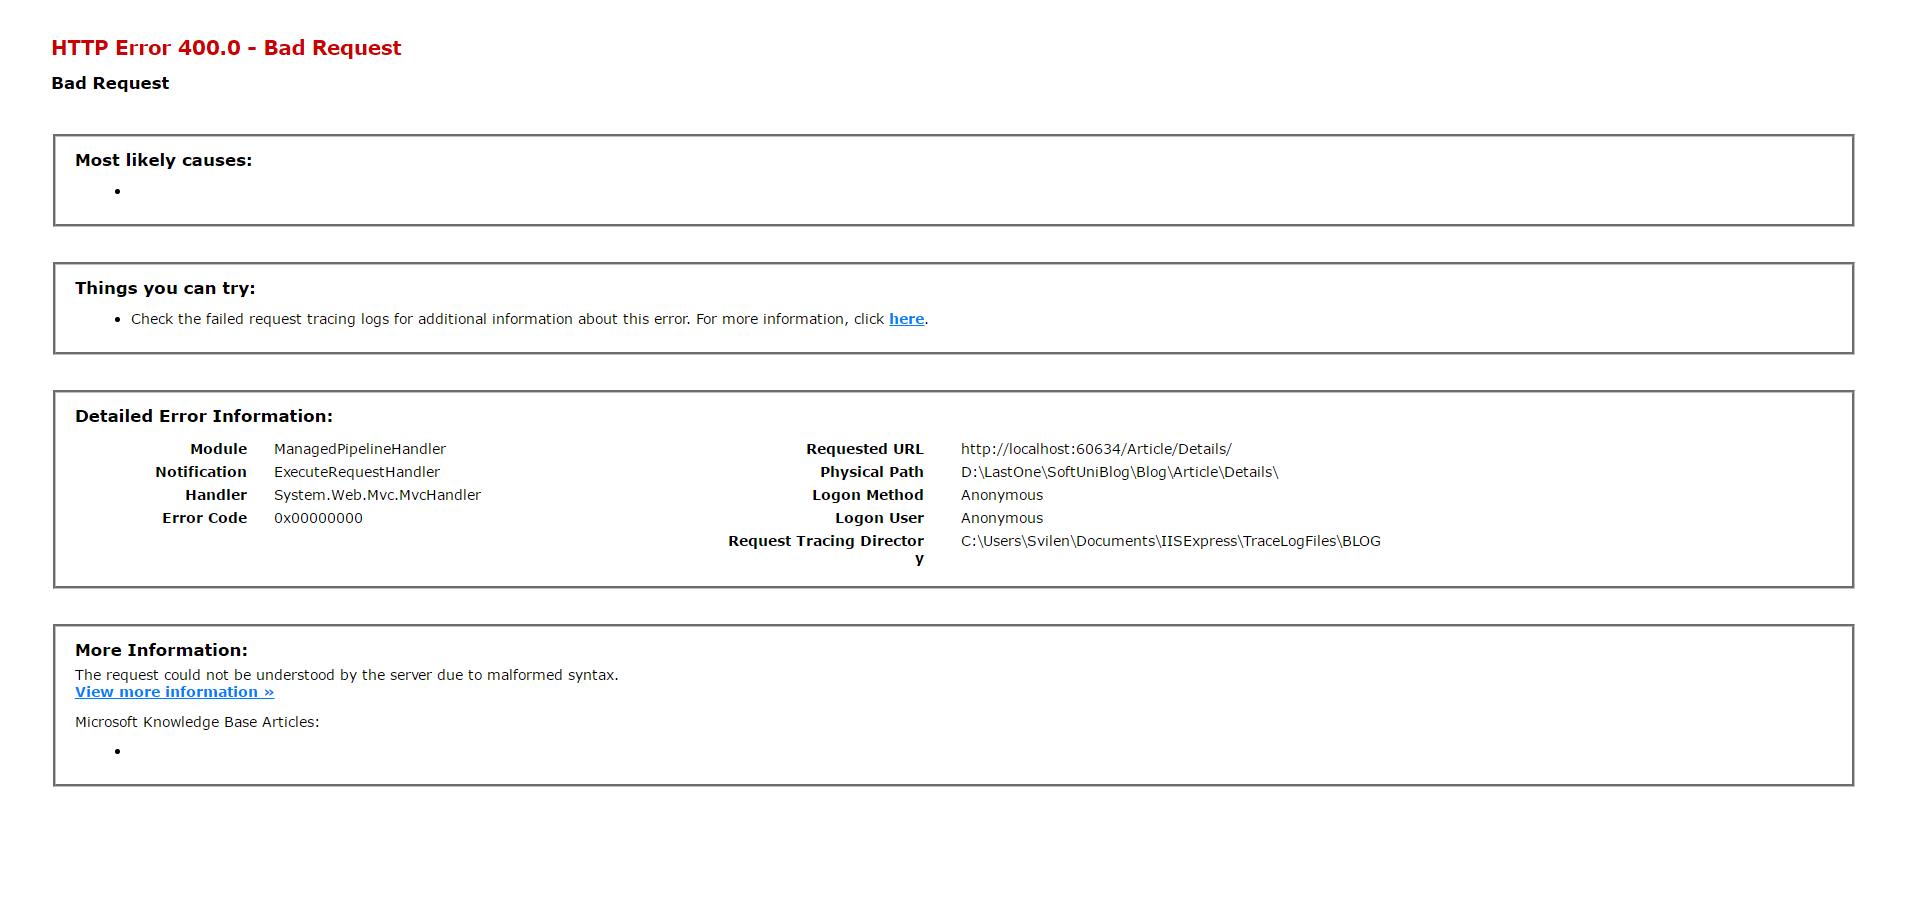 HTTP Error 400.0 - Bad Request
Bad Request
Most likely causes:
Things you can try:
Check the failed request tracing logs for additional information about this error. For more information, click here.
Detailed Error Information:
Module ManagedPipelineHandler
Notification ExecuteRequestHandler
Handler System.Web.Mvc.MvcHandler
Error Code 0x00000000
Requested URL http://localhost:60634/Article/Details/
Physical Path D:\LastOne\SoftUniBlog\Blog\Article\Details\
Logon Method Anonymous
Logon User Anonymous
Request Tracing Director C:\Users\Svilen\Documents\IISExpress\TraceLogFiles\BLOG
y
More Information:
The request could not be understood by the server due to malformed syntax.
View more information »
Microsoft Knowledge Base Articles: